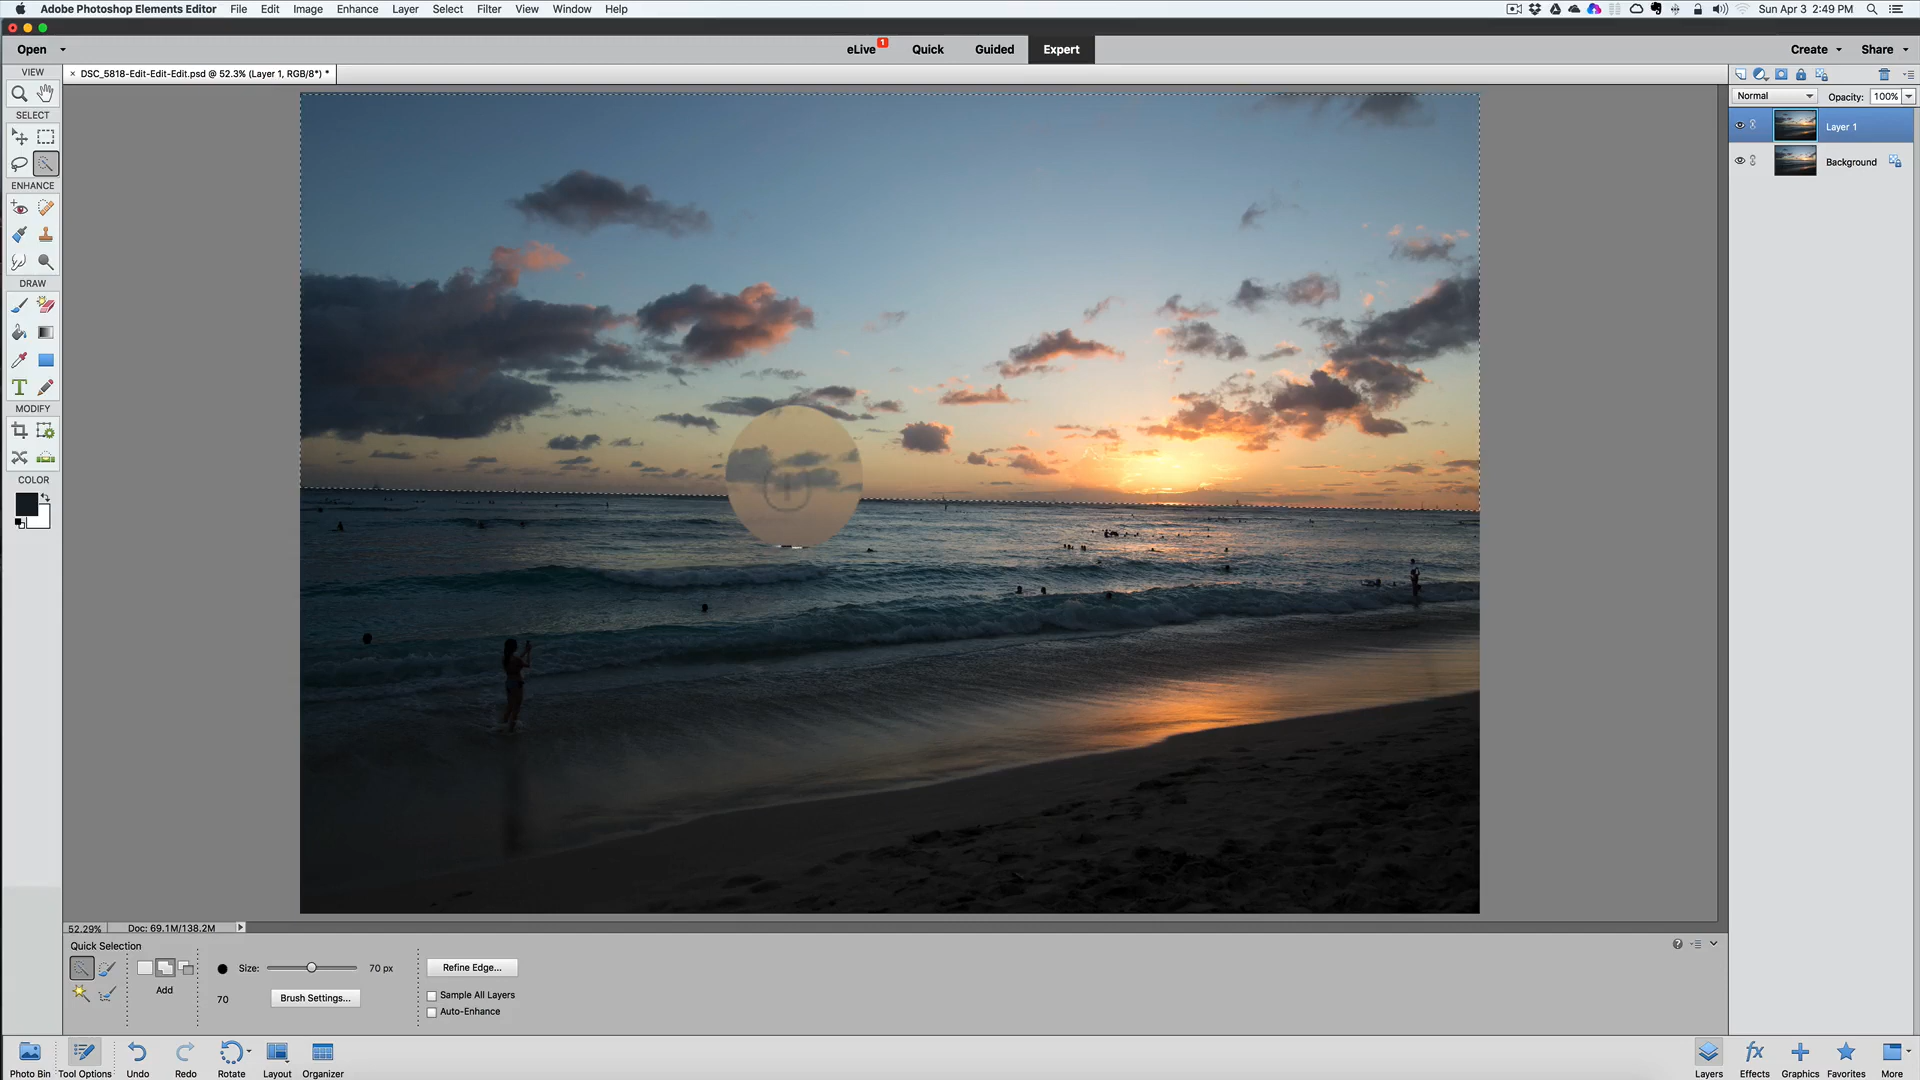 Adobe Photoshop Elements Editor File Edit Image Enhance Layer Select Filter View Window Help Sun Apr 3 2:49 PM
Open eLive 1 Quick Guided Expert Create Share
VIEW × DSC_5818-Edit-Edit-Edit.psd @ 52.3% (Layer 1, RGB/8*) *
Normal Opacity: 100%
SELECT
Layer 1
Background
ENHANCE
DRAW
T
MODIFY
COLOR
52.29% Doc: 69.1M/138.2M
Quick Selection
Size: 70 px Refine Edge...
Add 70 Brush Settings... Sample All Layers
Auto-Enhance
fx
Photo Bin Tool Options Undo Redo Rotate Layout Organizer Layers Effects Graphics Favorites More